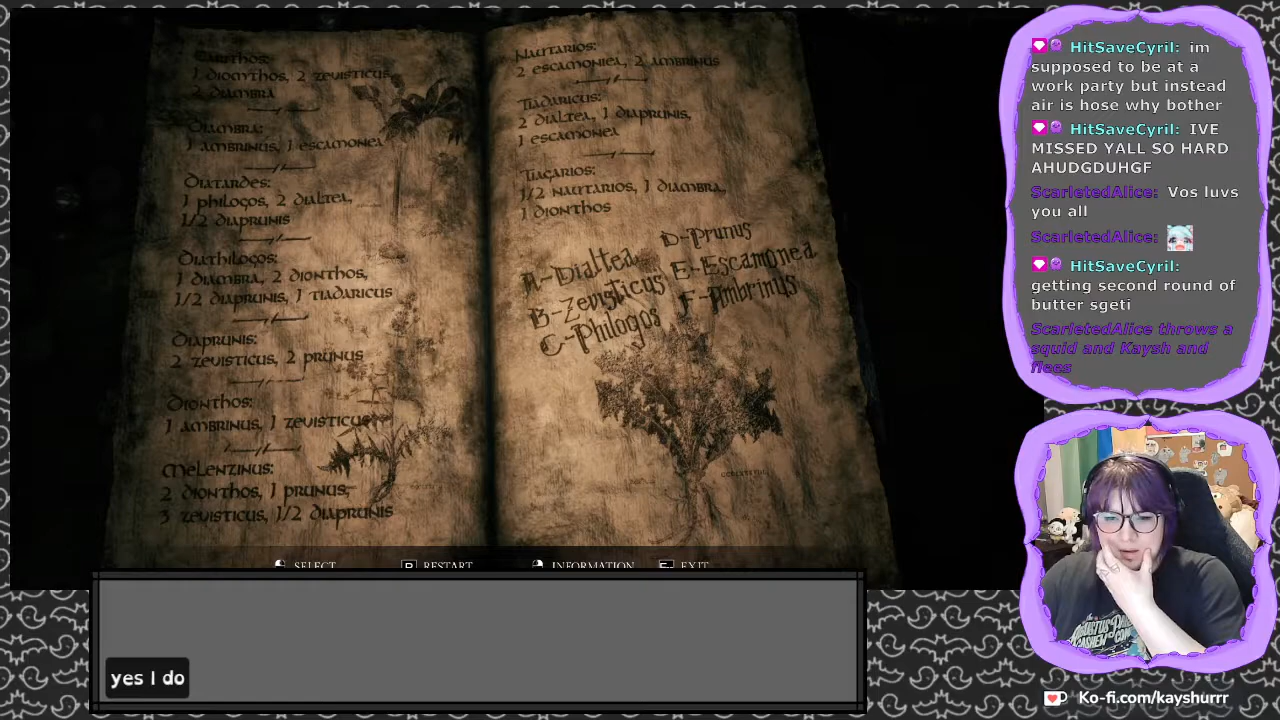 1 dionthos, 2 zevisticus,
2 diambra
Diambra:
1 ambrinus, 1 escamonea
Diatardes:
1 philogos, 2 dialtea,
1/2 diaprunis
Diathilogos:
1 diambra, 2 dionthos,
1/2 diaprunis, 1 tiadaricus
Diaprunis:
2 zevisticus, 2 prunus
Dionthos:
1 ambrinus, 1 zevisticus
Melenzinus:
2 dionthos, 1 prunus,
3 zevisticus, 1/2 diaprunis
Nautarios:
2 escamonea, 2 ambrinus
Tiadaricus:
2 dialtea, 1 diaprunis,
1 escamonea
Tiagarios:
1/2 nautarios, 1 diambra,
1 dionthos
A-Dialtea
B-Zevisticus
C-Philogos
D-Prunus
E-Escamonea
F-Ambrinus
SELECT R RESTART INFORMATION EXIT
yes I do
HitSaveCyril: im
supposed to be at a
work party but instead
air is hose why bother
HitSaveCyril: IVE
MISSED YALL SO HARD
AHUDGDUHGF
ScarletedAlice: Vos luvs
you all
ScarletedAlice:
HitSaveCyril:
getting second round of
butter sgeti
ScarletedAlice throws a
squid and Kaysh and
flees
Ko-fi.com/kayshurrr